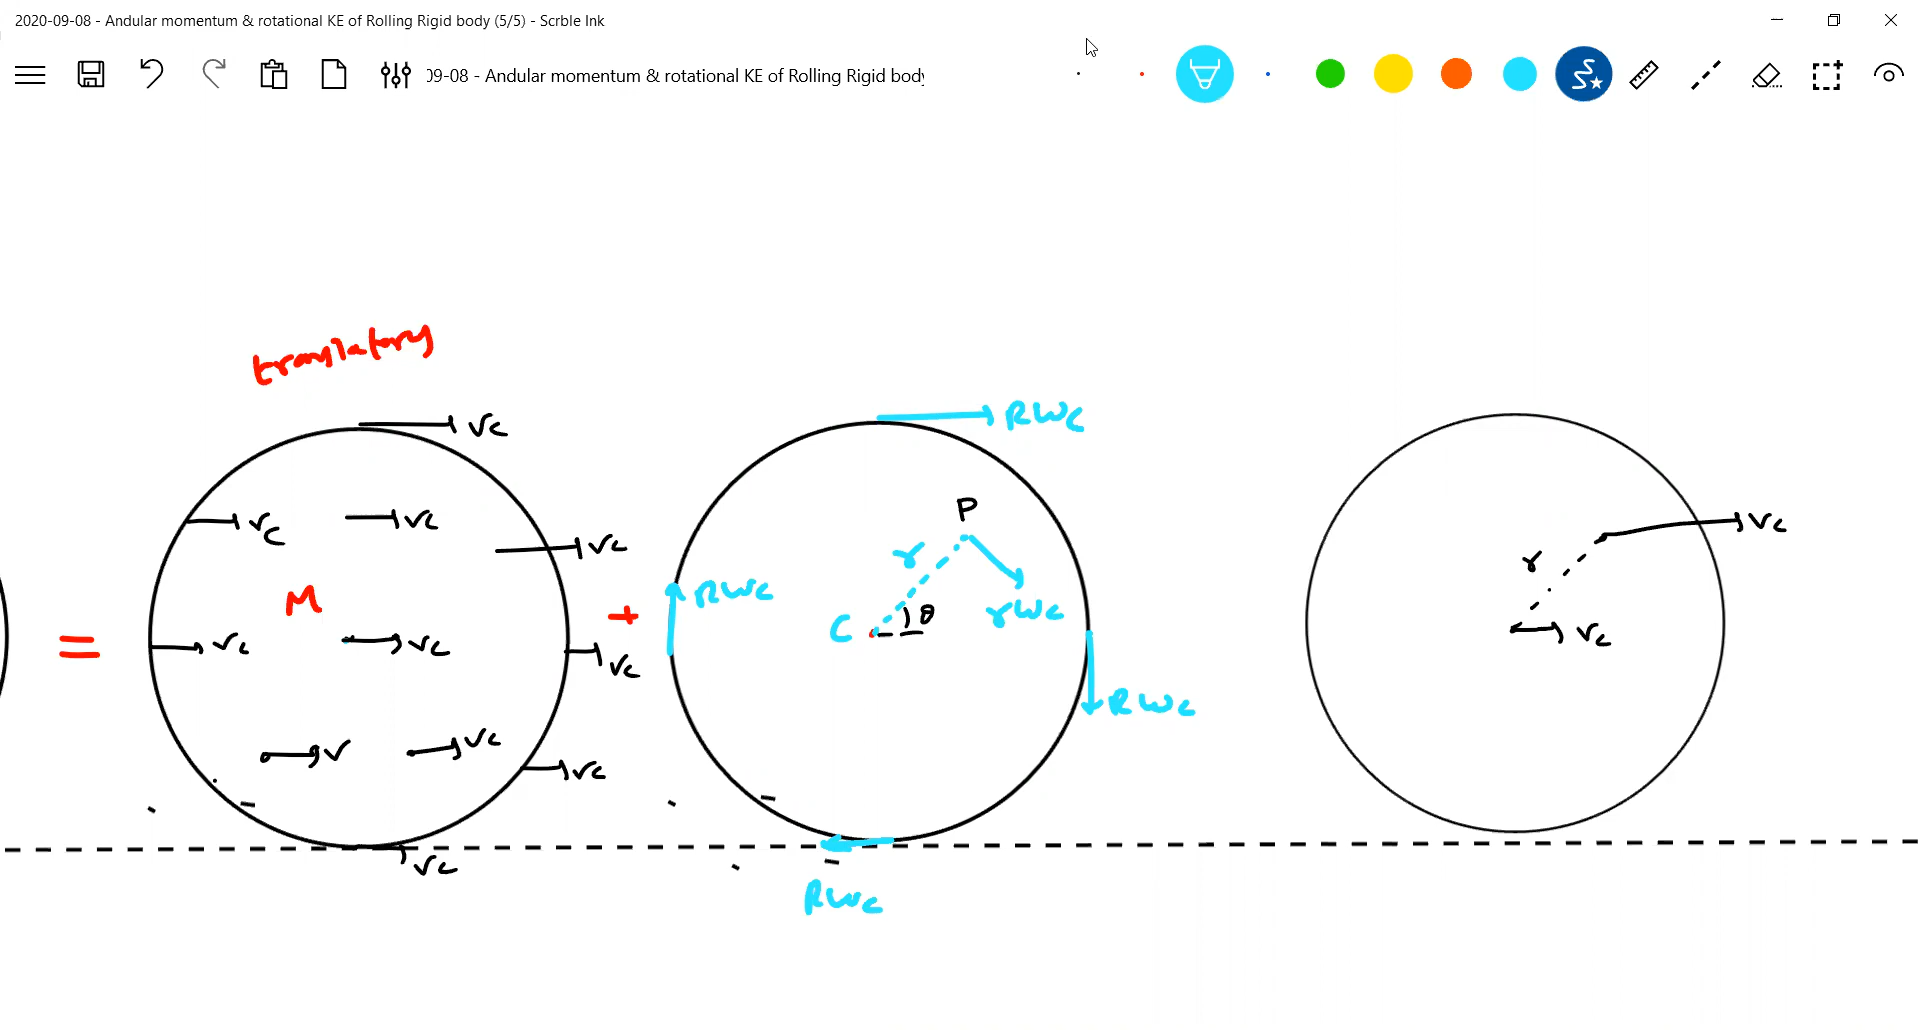 2020-09-08 - Andular momentum & rotational KE of Rolling Rigid body (5/5) - Scrble Ink
09-08 - Andular momentum & rotational KE of Rolling Rigid body
translatory
vc
RWc
vc
vc
vc
P
vc
r
r
M
RWc
+
C
θ
rWc
=
vc
vc
vc
vc
RWc
v
vc
vc
vc
RWc